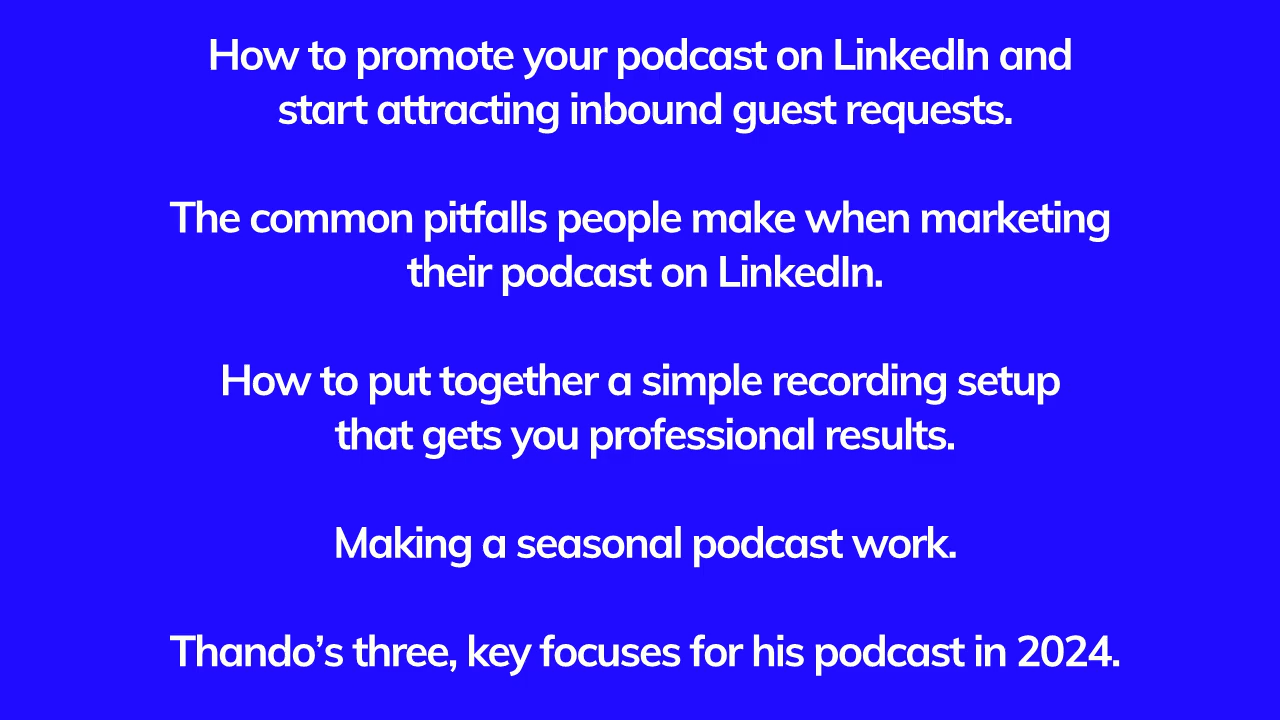 How to promote your podcast on LinkedIn and
start attracting inbound guest requests.
The common pitfalls people make when marketing
their podcast on LinkedIn.
How to put together a simple recording setup
that gets you professional results.
Making a seasonal podcast work.
Thando’s three, key focuses for his podcast in 2024.